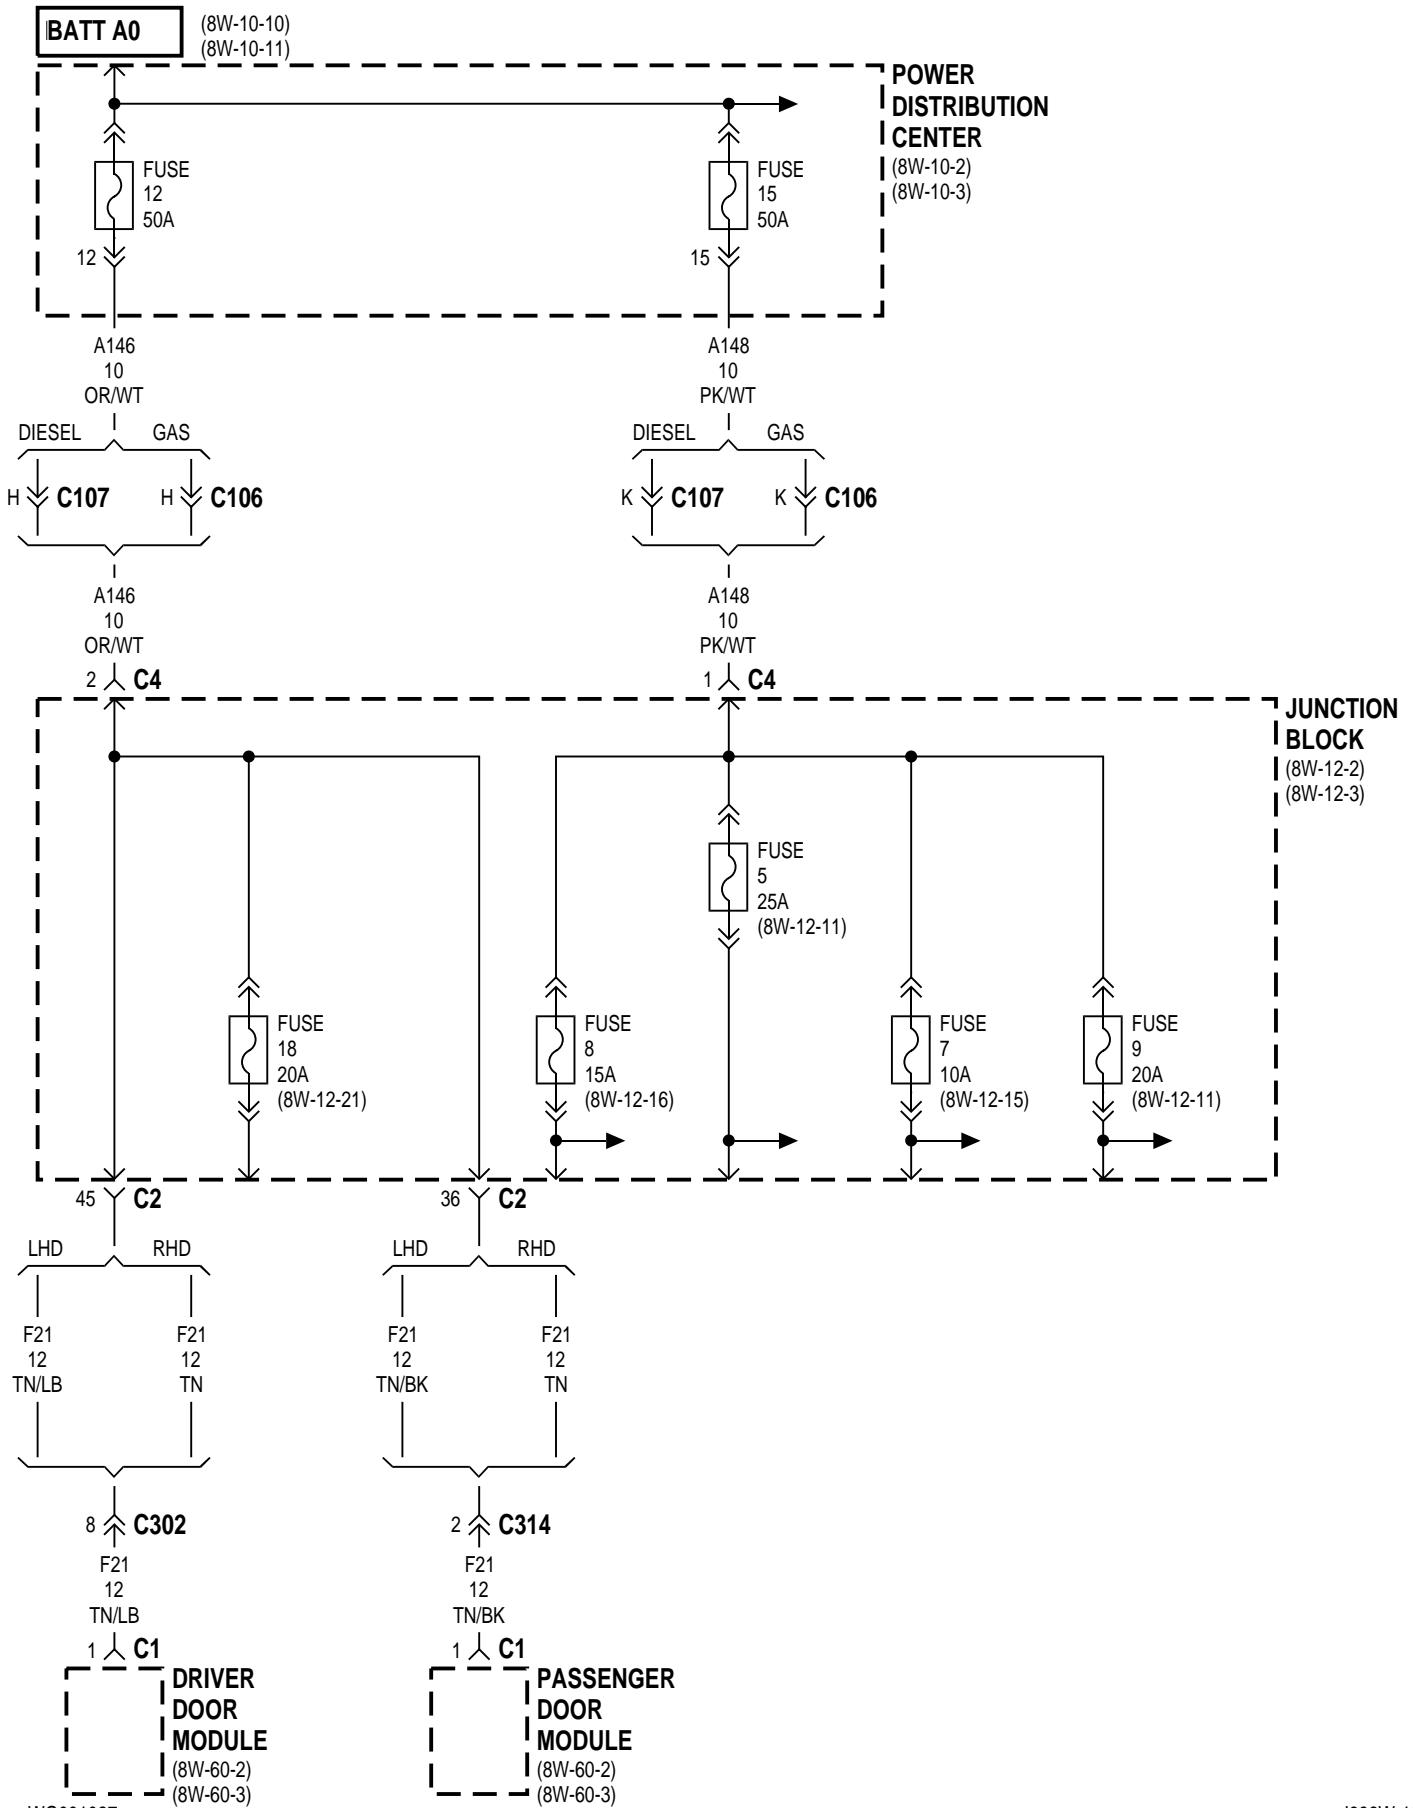 BATT A0
(8W-10-10)
(8W-10-11)
POWER
DISTRIBUTION
CENTER
(8W-10-2)
(8W-10-3)
FUSE
12
50A
12
FUSE
15
50A
15
A146
10
OR/WT
A148
10
PK/WT
DIESEL GAS
DIESEL GAS
H C107
H C106
K C107
K C106
A146
10
OR/WT
A148
10
PK/WT
2 C4
1 C4
JUNCTION
BLOCK
(8W-12-2)
(8W-12-3)
FUSE
5
25A
(8W-12-11)
FUSE
18
20A
(8W-12-21)
FUSE
8
15A
(8W-12-16)
FUSE
7
10A
(8W-12-15)
FUSE
9
20A
(8W-12-11)
45 C2
36 C2
LHD RHD
LHD RHD
F21
12
TN/LB
F21
12
TN
F21
12
TN/BK
F21
12
TN
8 C302
2 C314
F21
12
TN/LB
F21
12
TN/BK
1 C1
1 C1
DRIVER
DOOR
MODULE
(8W-60-2)
(8W-60-3)
PASSENGER
DOOR
MODULE
(8W-60-2)
(8W-60-3)